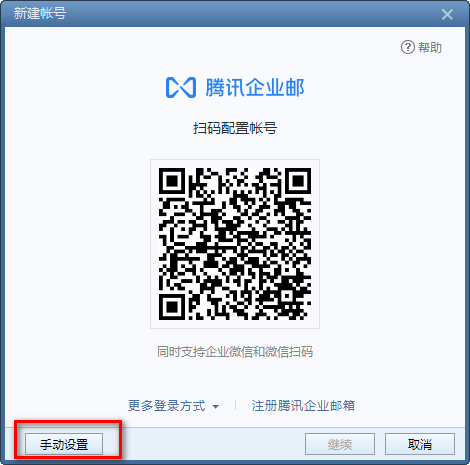 新建帐号
帮助
腾讯企业邮
扫码配置帐号
同时支持企业微信和微信扫码
更多登录方式 注册腾讯企业邮箱
手动设置 继续 取消